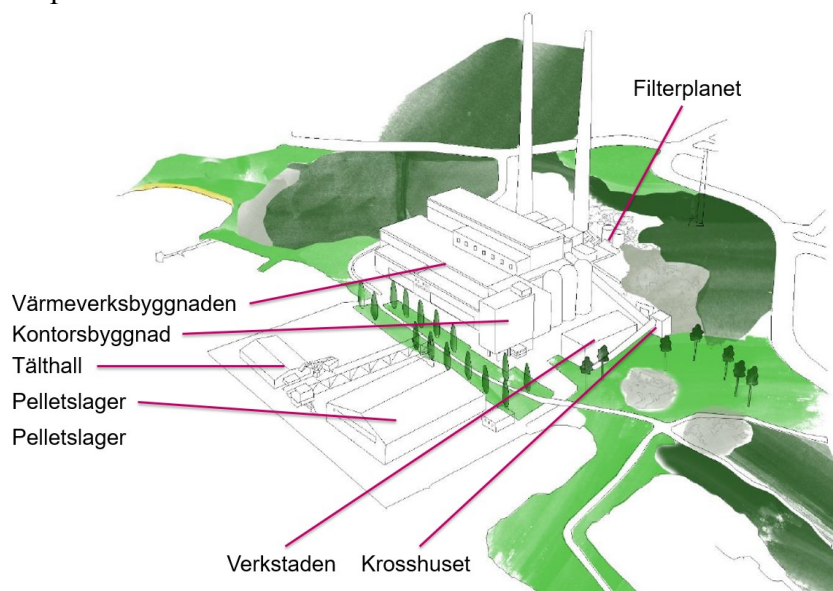 Filterplanet
Värmeverksbyggnaden
Kontorsbyggnad
Tälthall
Pelletslager
Pelletslager
Verkstaden
Krosshuset